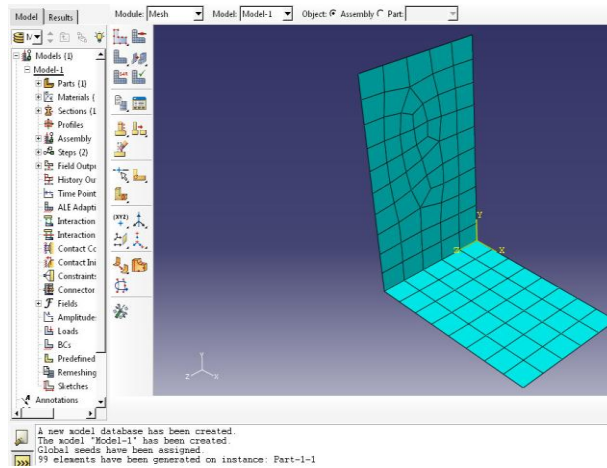 Model Results Module: Mesh Model: Model-1 Object: Assembly Part:
Models (1)
Model-1
Parts (1)
Materials (
Sections (1
Profiles
Assembly
Steps (2)
Field Outpu
History Ou
Time Point
ALE Adapti
Interaction
Interaction
Contact Cc
Contact Ini
Constraints
Connector
Fields
Amplitude
Loads
BCs
Predefined
Remeshing
Sketches
Annotations
(XYZ)
Y
Z X
Y
Z X
A new model database has been created.
The model "Model-1" has been created.
Global seeds have been assigned.
99 elements have been generated on instance: Part-1-1